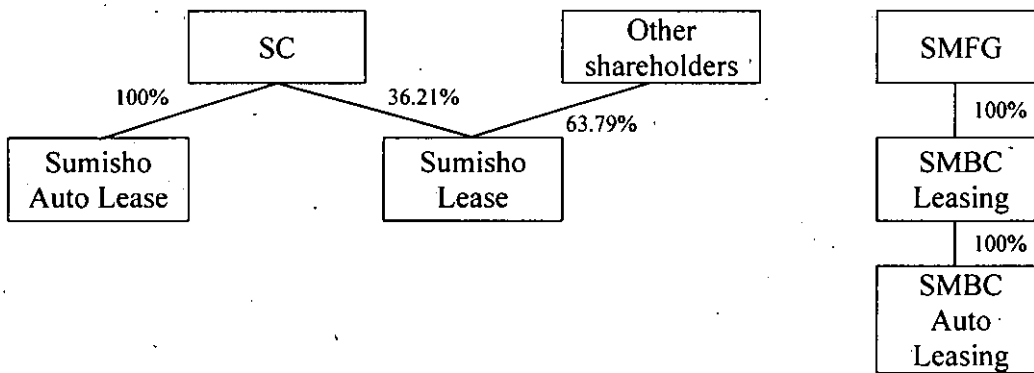 SC
Other
shareholders
SMFG
100%
36.21%
63.79%
100%
Sumisho
Auto Lease
Sumisho
Lease
SMBC
Leasing
100%
SMBC
Auto
Leasing